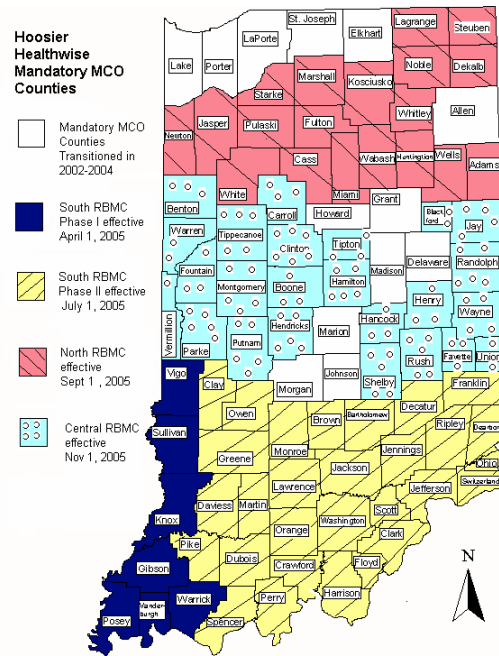 Hoosier
Healthwise
Mandatory MCO
Counties
Mandatory MCO
Counties
Transitioned in
2002-2004
South RBMC
Phase I effective
April 1, 2005
South RBMC
Phase II effective
July 1, 2005
North RBMC
effective
Sept 1 , 2005
Central RBMC
effective
Nov 1, 2005
St. Joseph
Lagrange
Steuben
LaPorte
Elkhart
Lake
Porter
Noble
Dekalb
Marshall
Kosciusko
Starke
Allen
Whitley
Jasper
Pulaski
Fulton
Newton
Cass
Wabash
Huntington
Wells
Adams
White
Miami
Grant
Benton
Carroll
Howard
Black
ford
Jay
Warren
Tippecanoe
Clinton
Tipton
Delaware
Randolph
Fountain
Madison
Montgomery
Boone
Hamilton
Henry
Wayne
Vermillion
Hendricks
Marion
Hancock
Parke
Putnam
Rush
Fayette
Union
Vigo
Johnson
Shelby
Clay
Morgan
Franklin
Owen
Brown
Bartholomew
Decatur
Ripley
Dearborn
Sullivan
Greene
Monroe
Jennings
Ohio
Jackson
Switzerland
Lawrence
Jefferson
Daviess
Martin
Scott
Knox
Washington
Orange
Clark
Pike
Dubois
Floyd
Gibson
Crawford
Harrison
Warrick
Perry
Posey
Vander-
burgh
Spencer
N